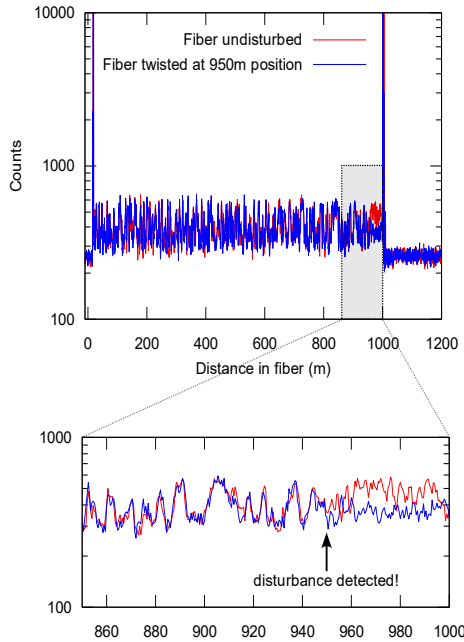 10000
Fiber undisturbed
Fiber twisted at 950m position
1000
Counts
100
0 200 400 600 800 1000 1200
Distance in fiber (m)
1000
disturbance detected!
100
860 880 900 920 940 960 980 1000